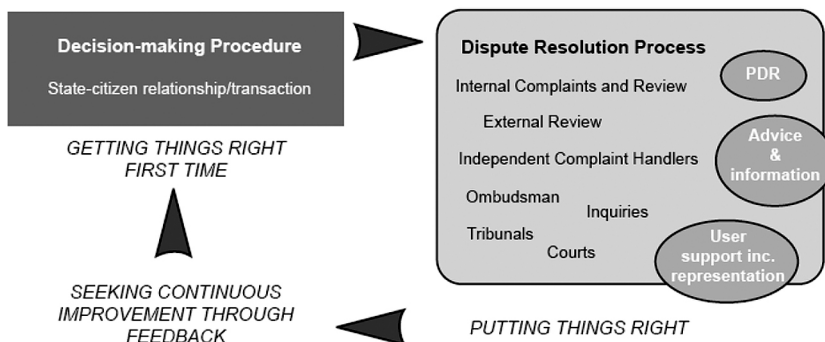 Decision-making Procedure
State-citizen relationship/transaction
GETTING THINGS RIGHT
FIRST TIME
Dispute Resolution Process
Internal Complaints and Review
External Review
Independent Complaint Handlers
Ombudsman
Inquiries
Tribunals
Courts
PDR
Advice
&
information
User
support inc.
representation
PUTTING THINGS RIGHT
SEEKING CONTINUOUS
IMPROVEMENT THROUGH
FEEDBACK